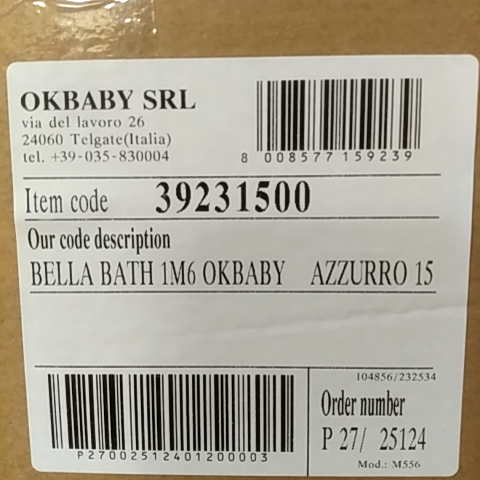 OKBABY SRL
via del lavoro 26
24060 Telgate(Italia)
tel. +39-035-830004
8 008577 159239
Item code 39231500
Our code description
BELLA BATH 1M6 OKBABY AZZURRO 15
104856/232534
Order number
P 27/ 25124
Mod.: M556
P27002512401200003